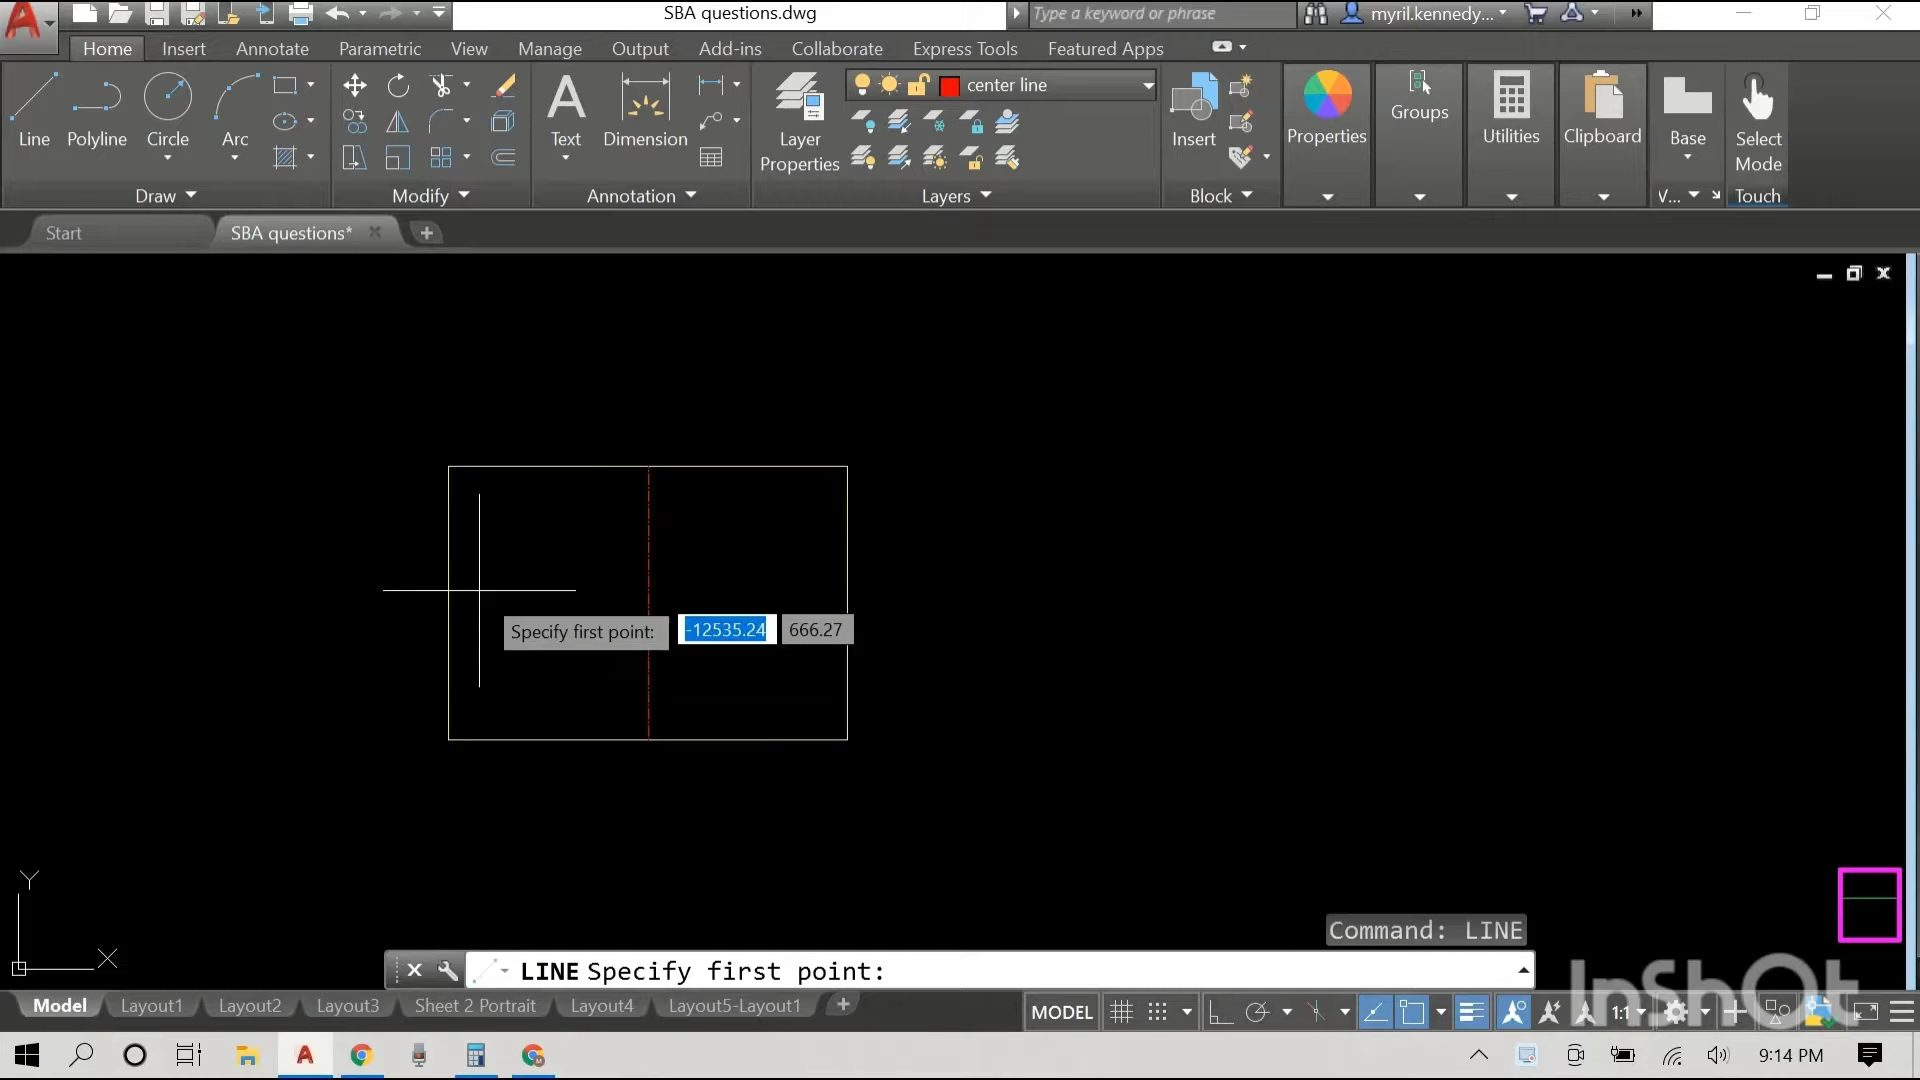 SBA questions.dwg
Type a keyword or phrase
myril.kennedy...
Home Insert Annotate Parametric View Manage Output Add-ins Collaborate Express Tools Featured Apps
Line Polyline Circle Arc
Text Dimension
Layer
Properties
center line
Insert
Properties
Groups
Utilities
Clipboard
Base
Select
Mode
Draw Modify Annotation Layers Block V... Touch
Start
SBA questions*
Specify first point: -12535.24 666.27
Y
X
Command: LINE
LINE Specify first point:
Model Layout1 Layout2 Layout3 Sheet 2 Portrait Layout4 Layout5-Layout1
MODEL
1:1
InShOt
9:14 PM